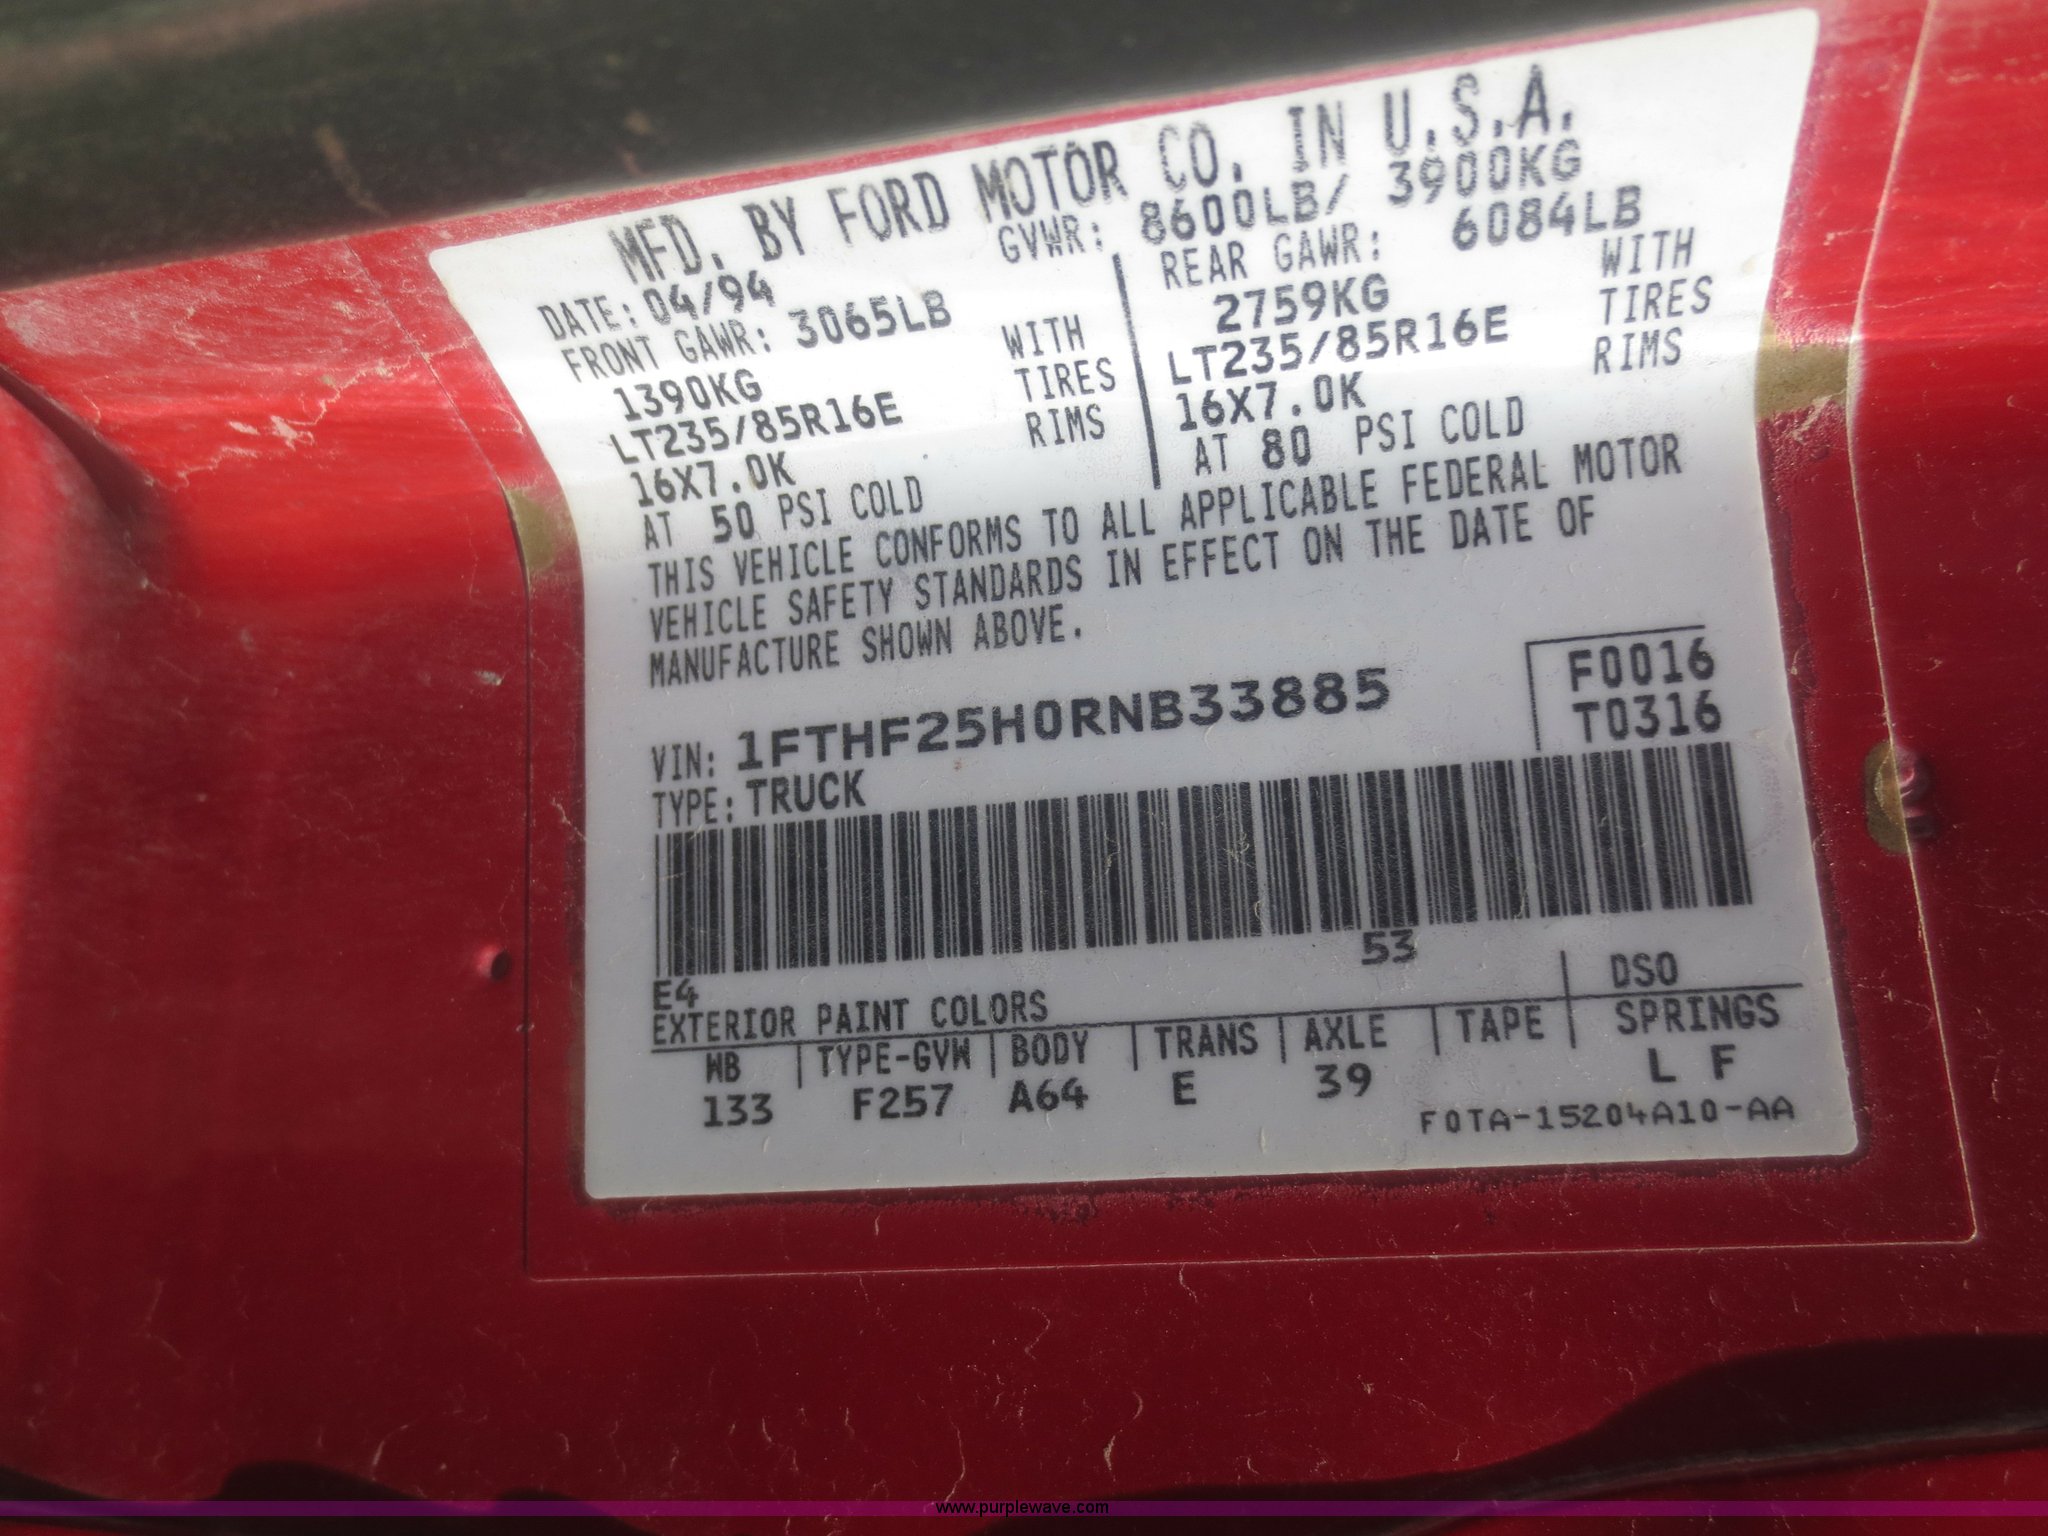 MFD. BY FORD MOTOR CO. IN U.S.A.
DATE: 04/94 GVWR: 8600LB/ 3900KG
FRONT GAWR: 3065LB REAR GAWR: 6084LB
1390KG WITH 2759KG WITH
LT235/85R16E TIRES LT235/85R16E TIRES
16X7.0K RIMS 16X7.0K RIMS
AT 50 PSI COLD AT 80 PSI COLD
THIS VEHICLE CONFORMS TO ALL APPLICABLE FEDERAL MOTOR
VEHICLE SAFETY STANDARDS IN EFFECT ON THE DATE OF
MANUFACTURE SHOWN ABOVE.
VIN: 1FTHF25H0RNB33885 F0016
TYPE: TRUCK T0316
E4 53
EXTERIOR PAINT COLORS DSO
WB | TYPE-GVW | BODY | TRANS | AXLE | TAPE | SPRINGS
133 F257 A64 E 39 L F
F0TA-15204A10-AA
www.purplewave.com